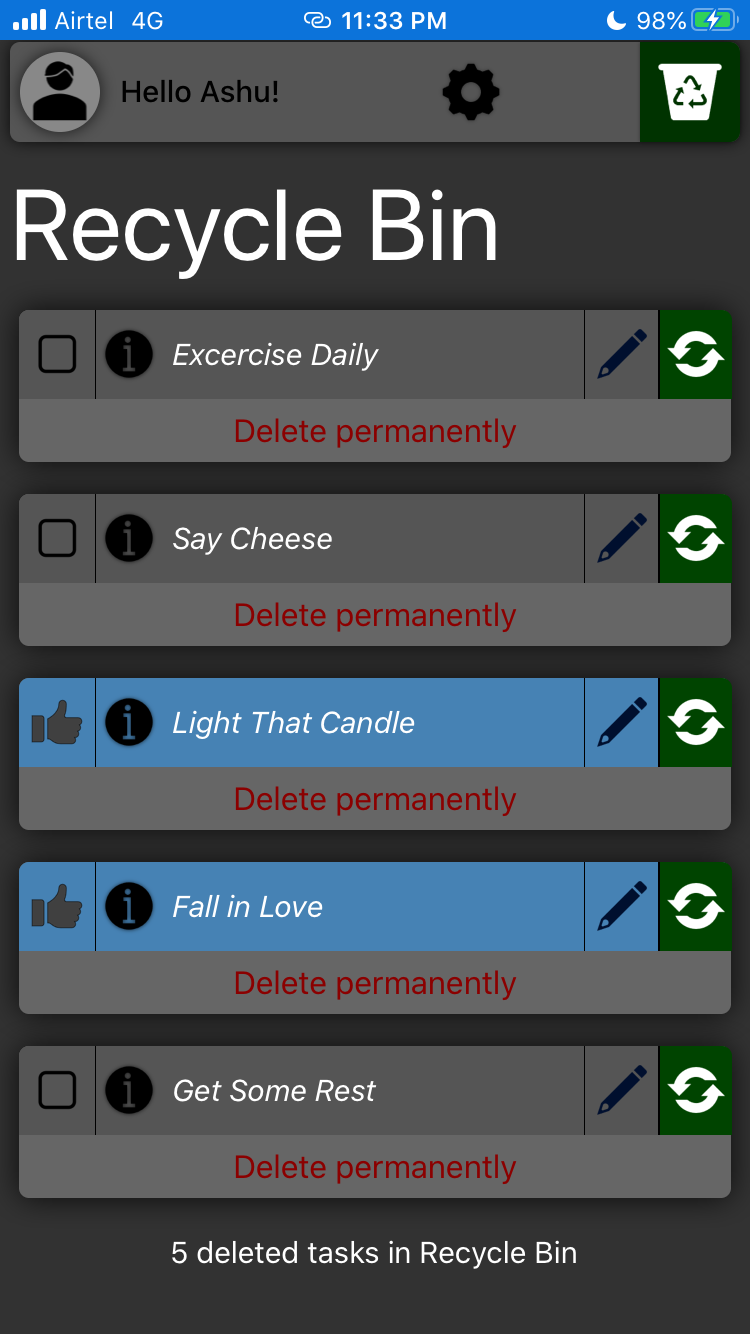 Airtel 4G 11:33 PM 98%
Hello Ashu!
Recycle Bin
Excercise Daily
Delete permanently
Say Cheese
Delete permanently
Light That Candle
Delete permanently
Fall in Love
Delete permanently
Get Some Rest
Delete permanently
5 deleted tasks in Recycle Bin